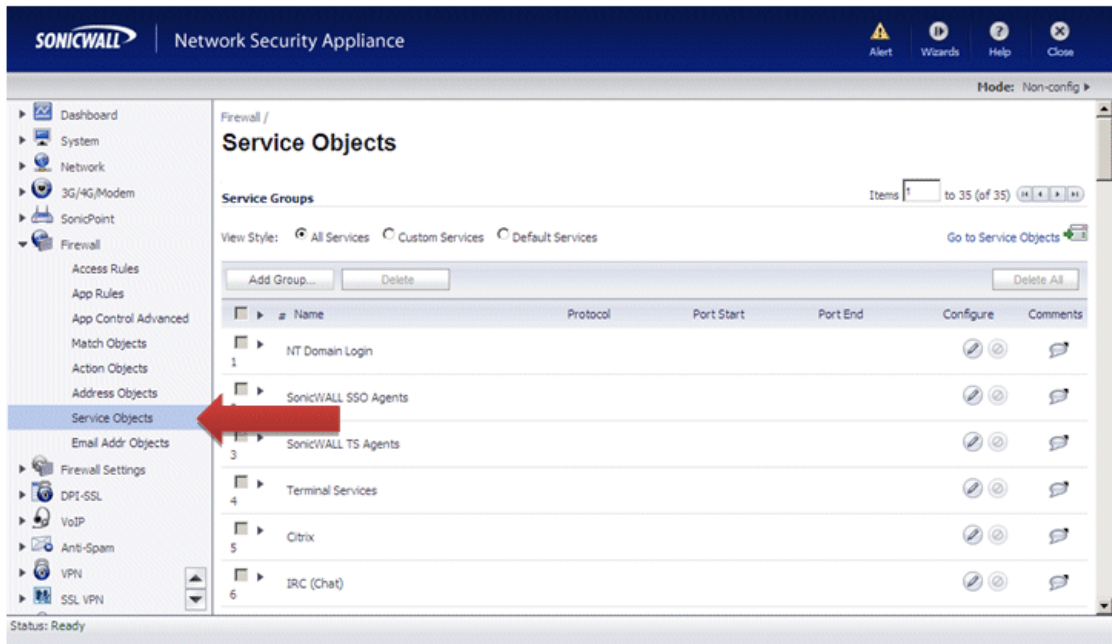 SONICWALL
Network Security Appliance
Alert
Wizards
Help
Close
Mode: Non-config
Dashboard
System
Network
3G/4G/Modem
SonicPoint
Firewall
Access Rules
App Rules
App Control Advanced
Match Objects
Action Objects
Address Objects
Service Objects
Email Addr Objects
Firewall Settings
DPI-SSL
VoIP
Anti-Spam
VPN
SSL VPN
Firewall /
Service Objects
Service Groups
Items 1 to 35 (of 35)
View Style: All Services Custom Services Default Services
Go to Service Objects
Add Group... Delete Delete All
# Name Protocol Port Start Port End Configure Comments
1 NT Domain Login
SonicWALL SSO Agents
3 SonicWALL TS Agents
4 Terminal Services
5 Citrix
6 IRC (Chat)
Status: Ready